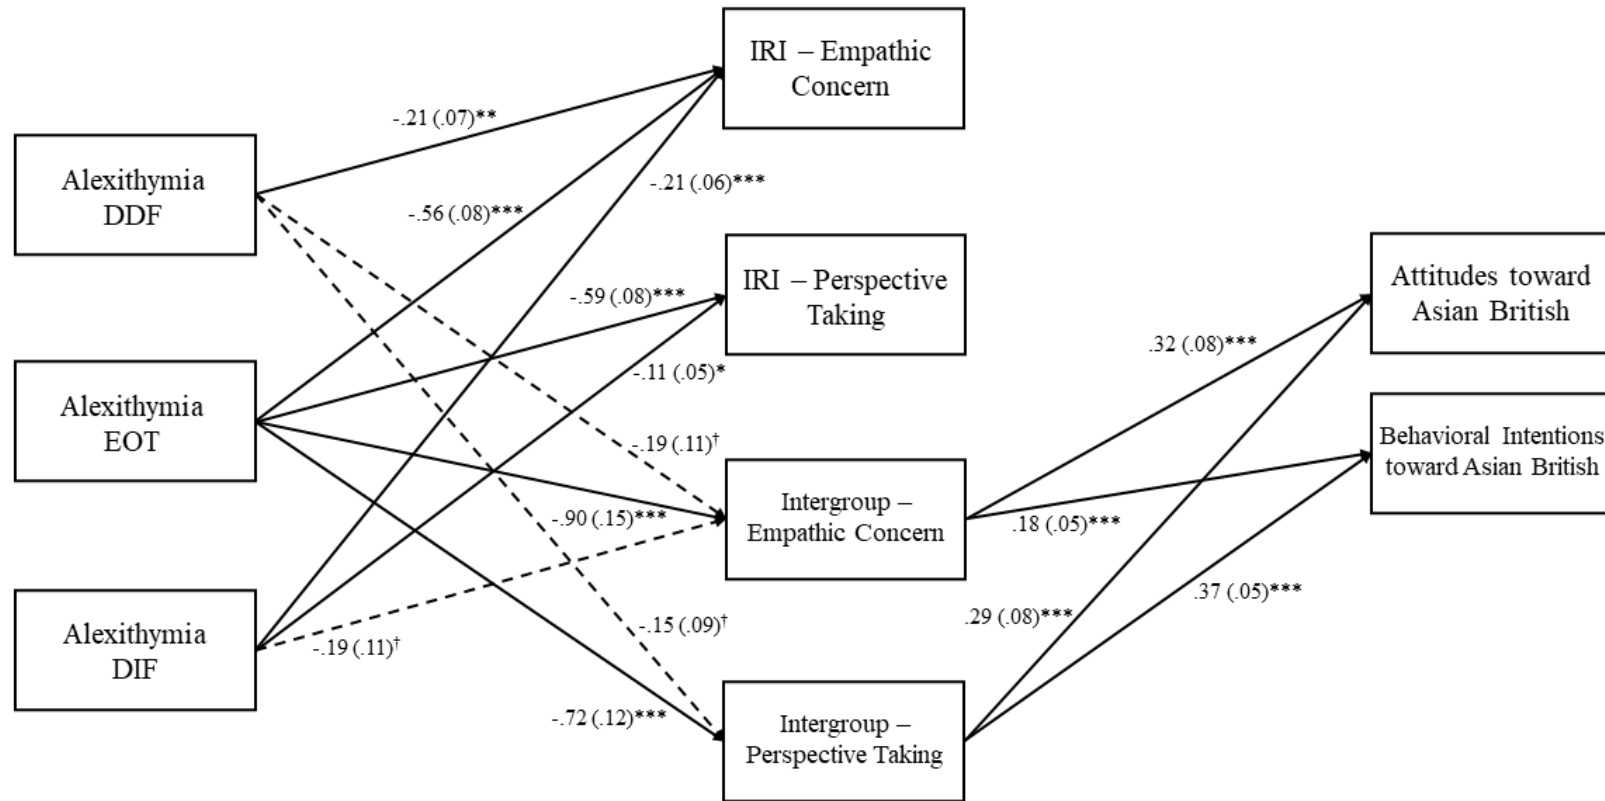 IRI – Empathic
Concern
-.21 (.07)**
Alexithymia
DDF
-.21 (.06)***
-.56 (.08)***
IRI – Perspective
Taking
-.59 (.08)***
Attitudes toward
Asian British
.32 (.08)***
-.11 (.05)*
Alexithymia
EOT
Behavioral Intentions
toward Asian British
-.19 (.11)†
Intergroup –
Empathic Concern
-.90 (.15)***
.18 (.05)***
.37 (.05)***
.29 (.08)***
-.15 (.09)†
Alexithymia
DIF
-.19 (.11)†
-.72 (.12)***
Intergroup –
Perspective Taking